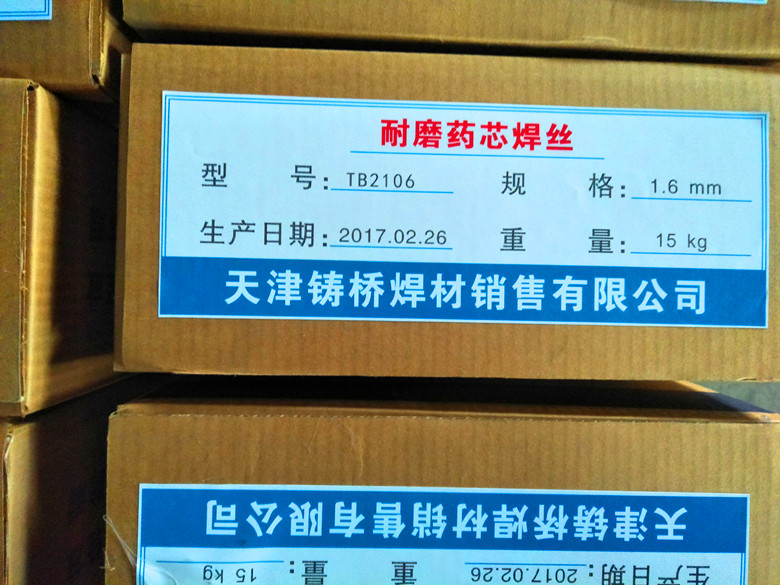 耐磨药芯焊丝
型 号: TB2106 规 格: 1.6 mm
生产日期: 2017.02.26 重 量: 15 kg
天津铸桥焊材销售有限公司
天津铸桥焊材销售有限公司
生产日期: 2017.02.26 重 量: 15 kg